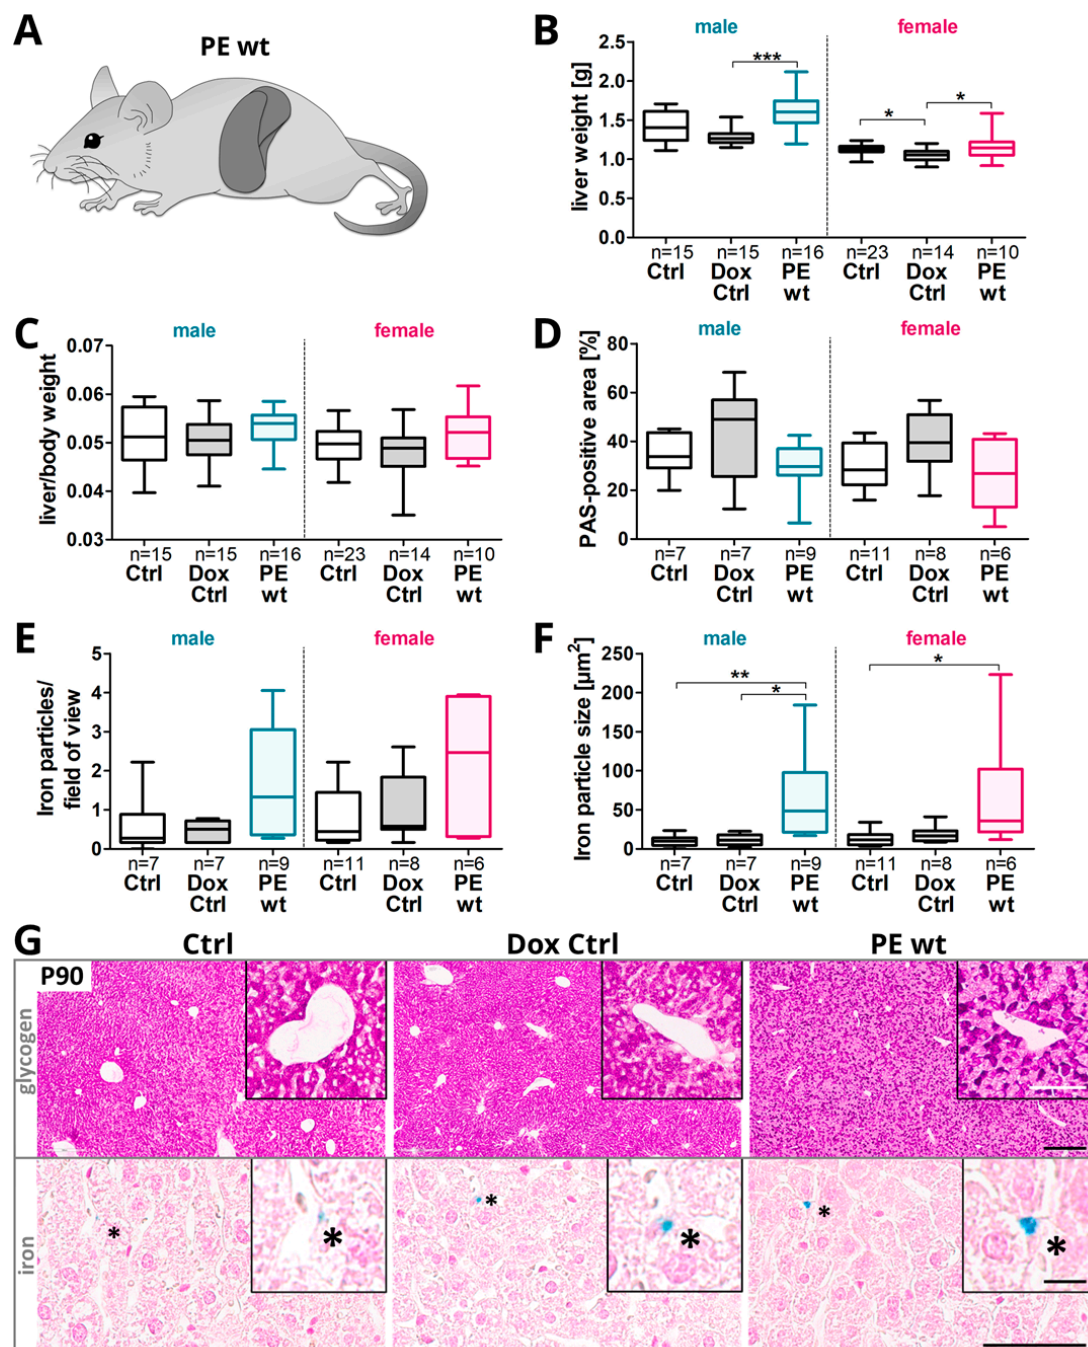 A
PE wt
B
male
female
liver weight [g]
2.5
2.0
1.5
1.0
0.5
0.0
***
*
*
n=15 n=15 n=16 n=23 n=14 n=10
Ctrl Dox Ctrl PE wt Ctrl Dox Ctrl PE wt
C
male
female
liver/body weight
0.07
0.06
0.05
0.04
0.03
n=15 n=15 n=16 n=23 n=14 n=10
Ctrl Dox Ctrl PE wt Ctrl Dox Ctrl PE wt
D
male
female
PAS-positive area [%]
80
60
40
20
0
n=7 n=7 n=9 n=11 n=8 n=6
Ctrl Dox Ctrl PE wt Ctrl Dox Ctrl PE wt
E
male
female
Iron particles/
field of view
5
4
3
2
1
0
n=7 n=7 n=9 n=11 n=8 n=6
Ctrl Dox Ctrl PE wt Ctrl Dox Ctrl PE wt
F
male
female
Iron particle size [µm²]
250
200
150
100
50
0
**
*
*
n=7 n=7 n=9 n=11 n=8 n=6
Ctrl Dox Ctrl PE wt Ctrl Dox Ctrl PE wt
G
Ctrl
Dox Ctrl
PE wt
P90
glycogen
iron
* * * * * *